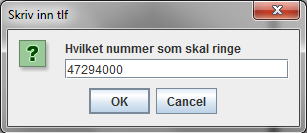 Skriv inn tlf
Hvilket nummer som skal ringe
47294000
OK Cancel